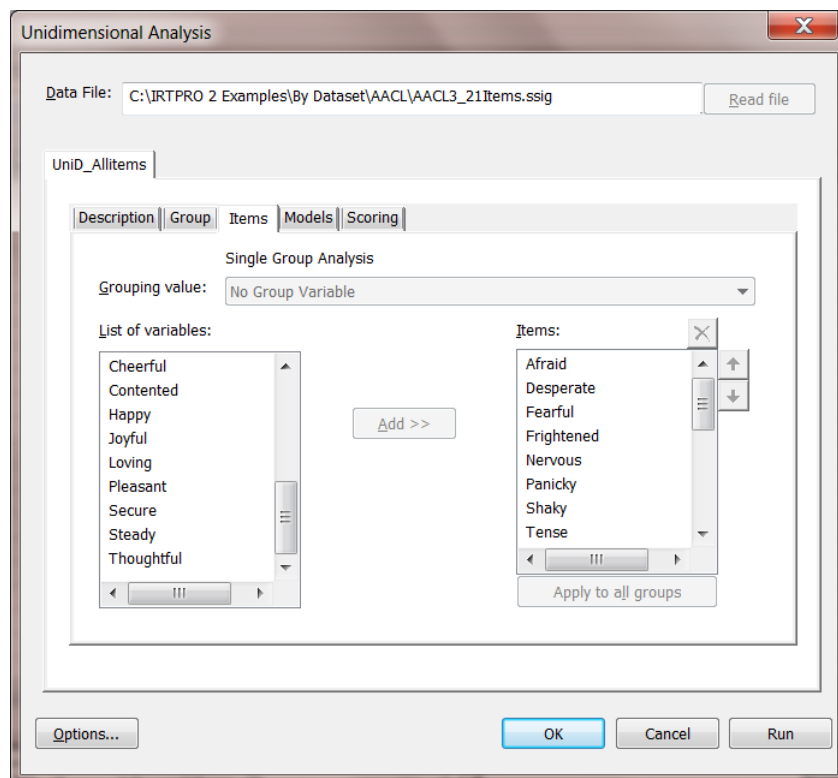 Unidimensional Analysis
Data File: C:\IRTPRO 2 Examples\By Dataset\AACL\AACL3_21Items.ssig Read file
UniD_Allitems
Description Group Items Models Scoring
Single Group Analysis
Grouping value: No Group Variable
List of variables:
Cheerful
Contented
Happy
Joyful
Loving
Pleasant
Secure
Steady
Thoughtful
Add >>
Items:
Afraid
Desperate
Fearful
Frightened
Nervous
Panicky
Shaky
Tense
Apply to all groups
Options... OK Cancel Run